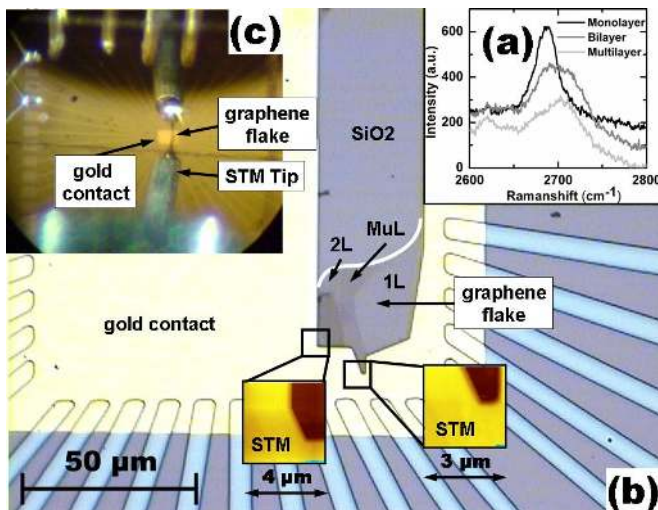 (c)
graphene
flake
gold
contact
STM Tip
(a)
Monolayer
Bilayer
Multilayer
Intensity (a.u.)
600
400
200
0
2600
2700
2800
Ramanshift (cm-1)
SiO2
MuL
2L
1L
graphene
flake
gold contact
STM
4 µm
STM
3 µm
50 µm
(b)